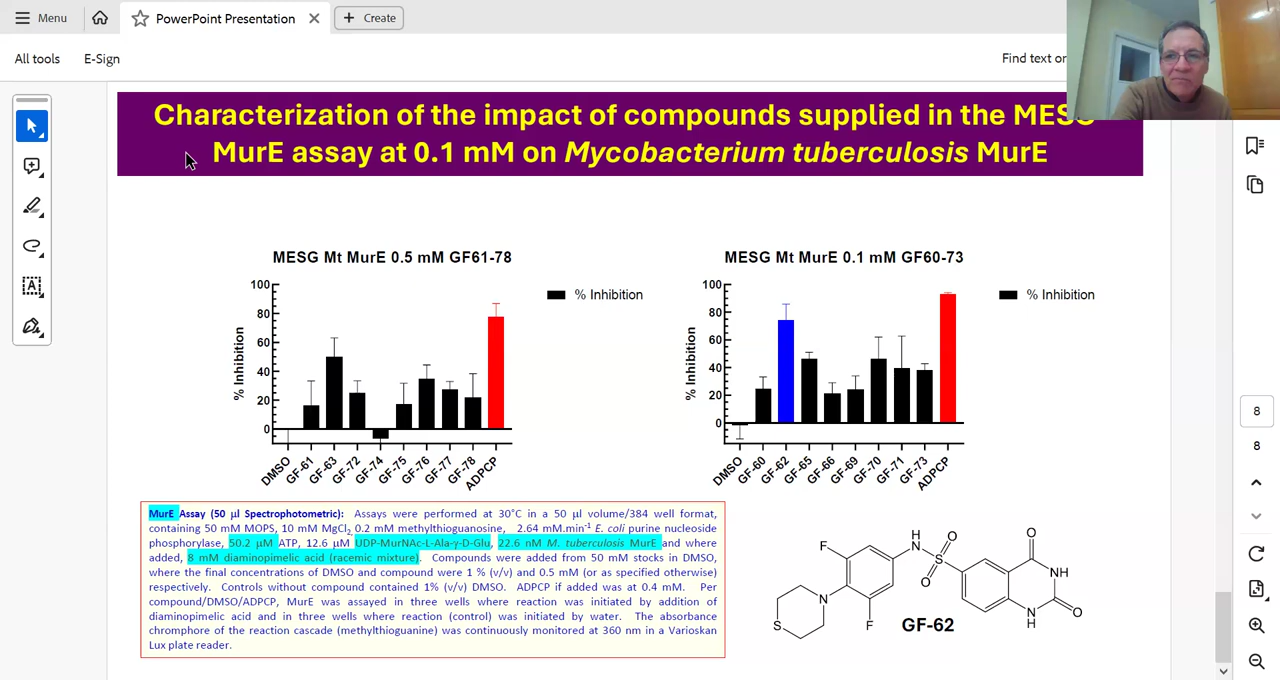 Menu
PowerPoint Presentation
Create
All tools
E-Sign
Find text or
Characterization of the impact of compounds supplied in the MESG
MurE assay at 0.1 mM on Mycobacterium tuberculosis MurE
MESG Mt MurE 0.5 mM GF61-78
% Inhibition
% Inhibition
100
80
60
40
20
0
DMSO
GF-61
GF-63
GF-72
GF-74
GF-75
GF-76
GF-77
GF-78
ADPCP
MESG Mt MurE 0.1 mM GF60-73
% Inhibition
% Inhibition
100
80
60
40
20
0
DMSO
GF-60
GF-62
GF-65
GF-66
GF-69
GF-70
GF-71
GF-73
ADPCP
MurE Assay (50 µl Spectrophotometric): Assays were performed at 30°C in a 50 µl volume/384 well format,
containing 50 mM MOPS, 10 mM MgCl2 0.2 mM methylthioguanosine, 2.64 mM.min-1 E. coli purine nucleoside
phosphorylase, 50.2 µM ATP, 12.6 µM UDP-MurNAc-L-Ala-γ-D-Glu, 22.6 nM M. tuberculosis MurE and where
added, 8 mM diaminopimelic acid (racemic mixture). Compounds were added from 50 mM stocks in DMSO,
where the final concentrations of DMSO and compound were 1 % (v/v) and 0.5 mM (or as specified otherwise)
respectively. Controls without compound contained 1% (v/v) DMSO. ADPCP if added was at 0.4 mM. Per
compound/DMSO/ADPCP, MurE was assayed in three wells where reaction was initiated by addition of
diaminopimelic acid and in three wells where reaction (control) was initiated by water. The absorbance
chromphore of the reaction cascade (methylthioguanine) was continuously monitored at 360 nm in a Varioskan
Lux plate reader.
F
F
N
S
H
N
S
O
O
O
NH
N
H
O
GF-62
8
8